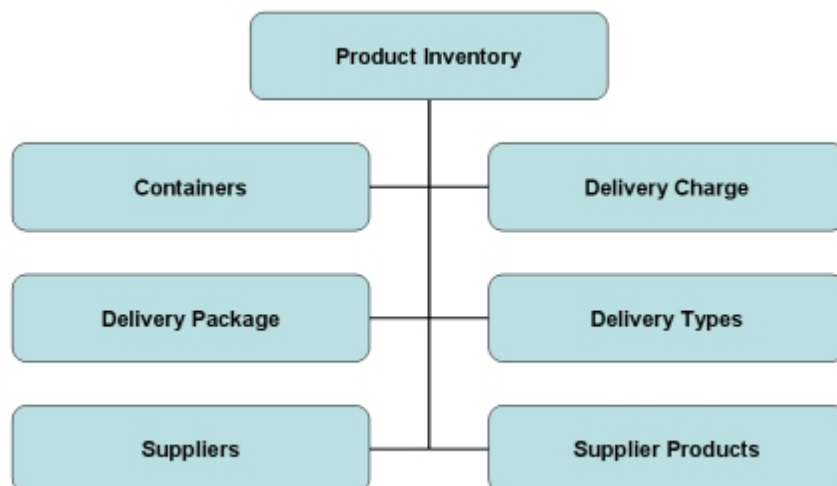 Product Inventory
Containers
Delivery Charge
Delivery Package
Delivery Types
Suppliers
Supplier Products